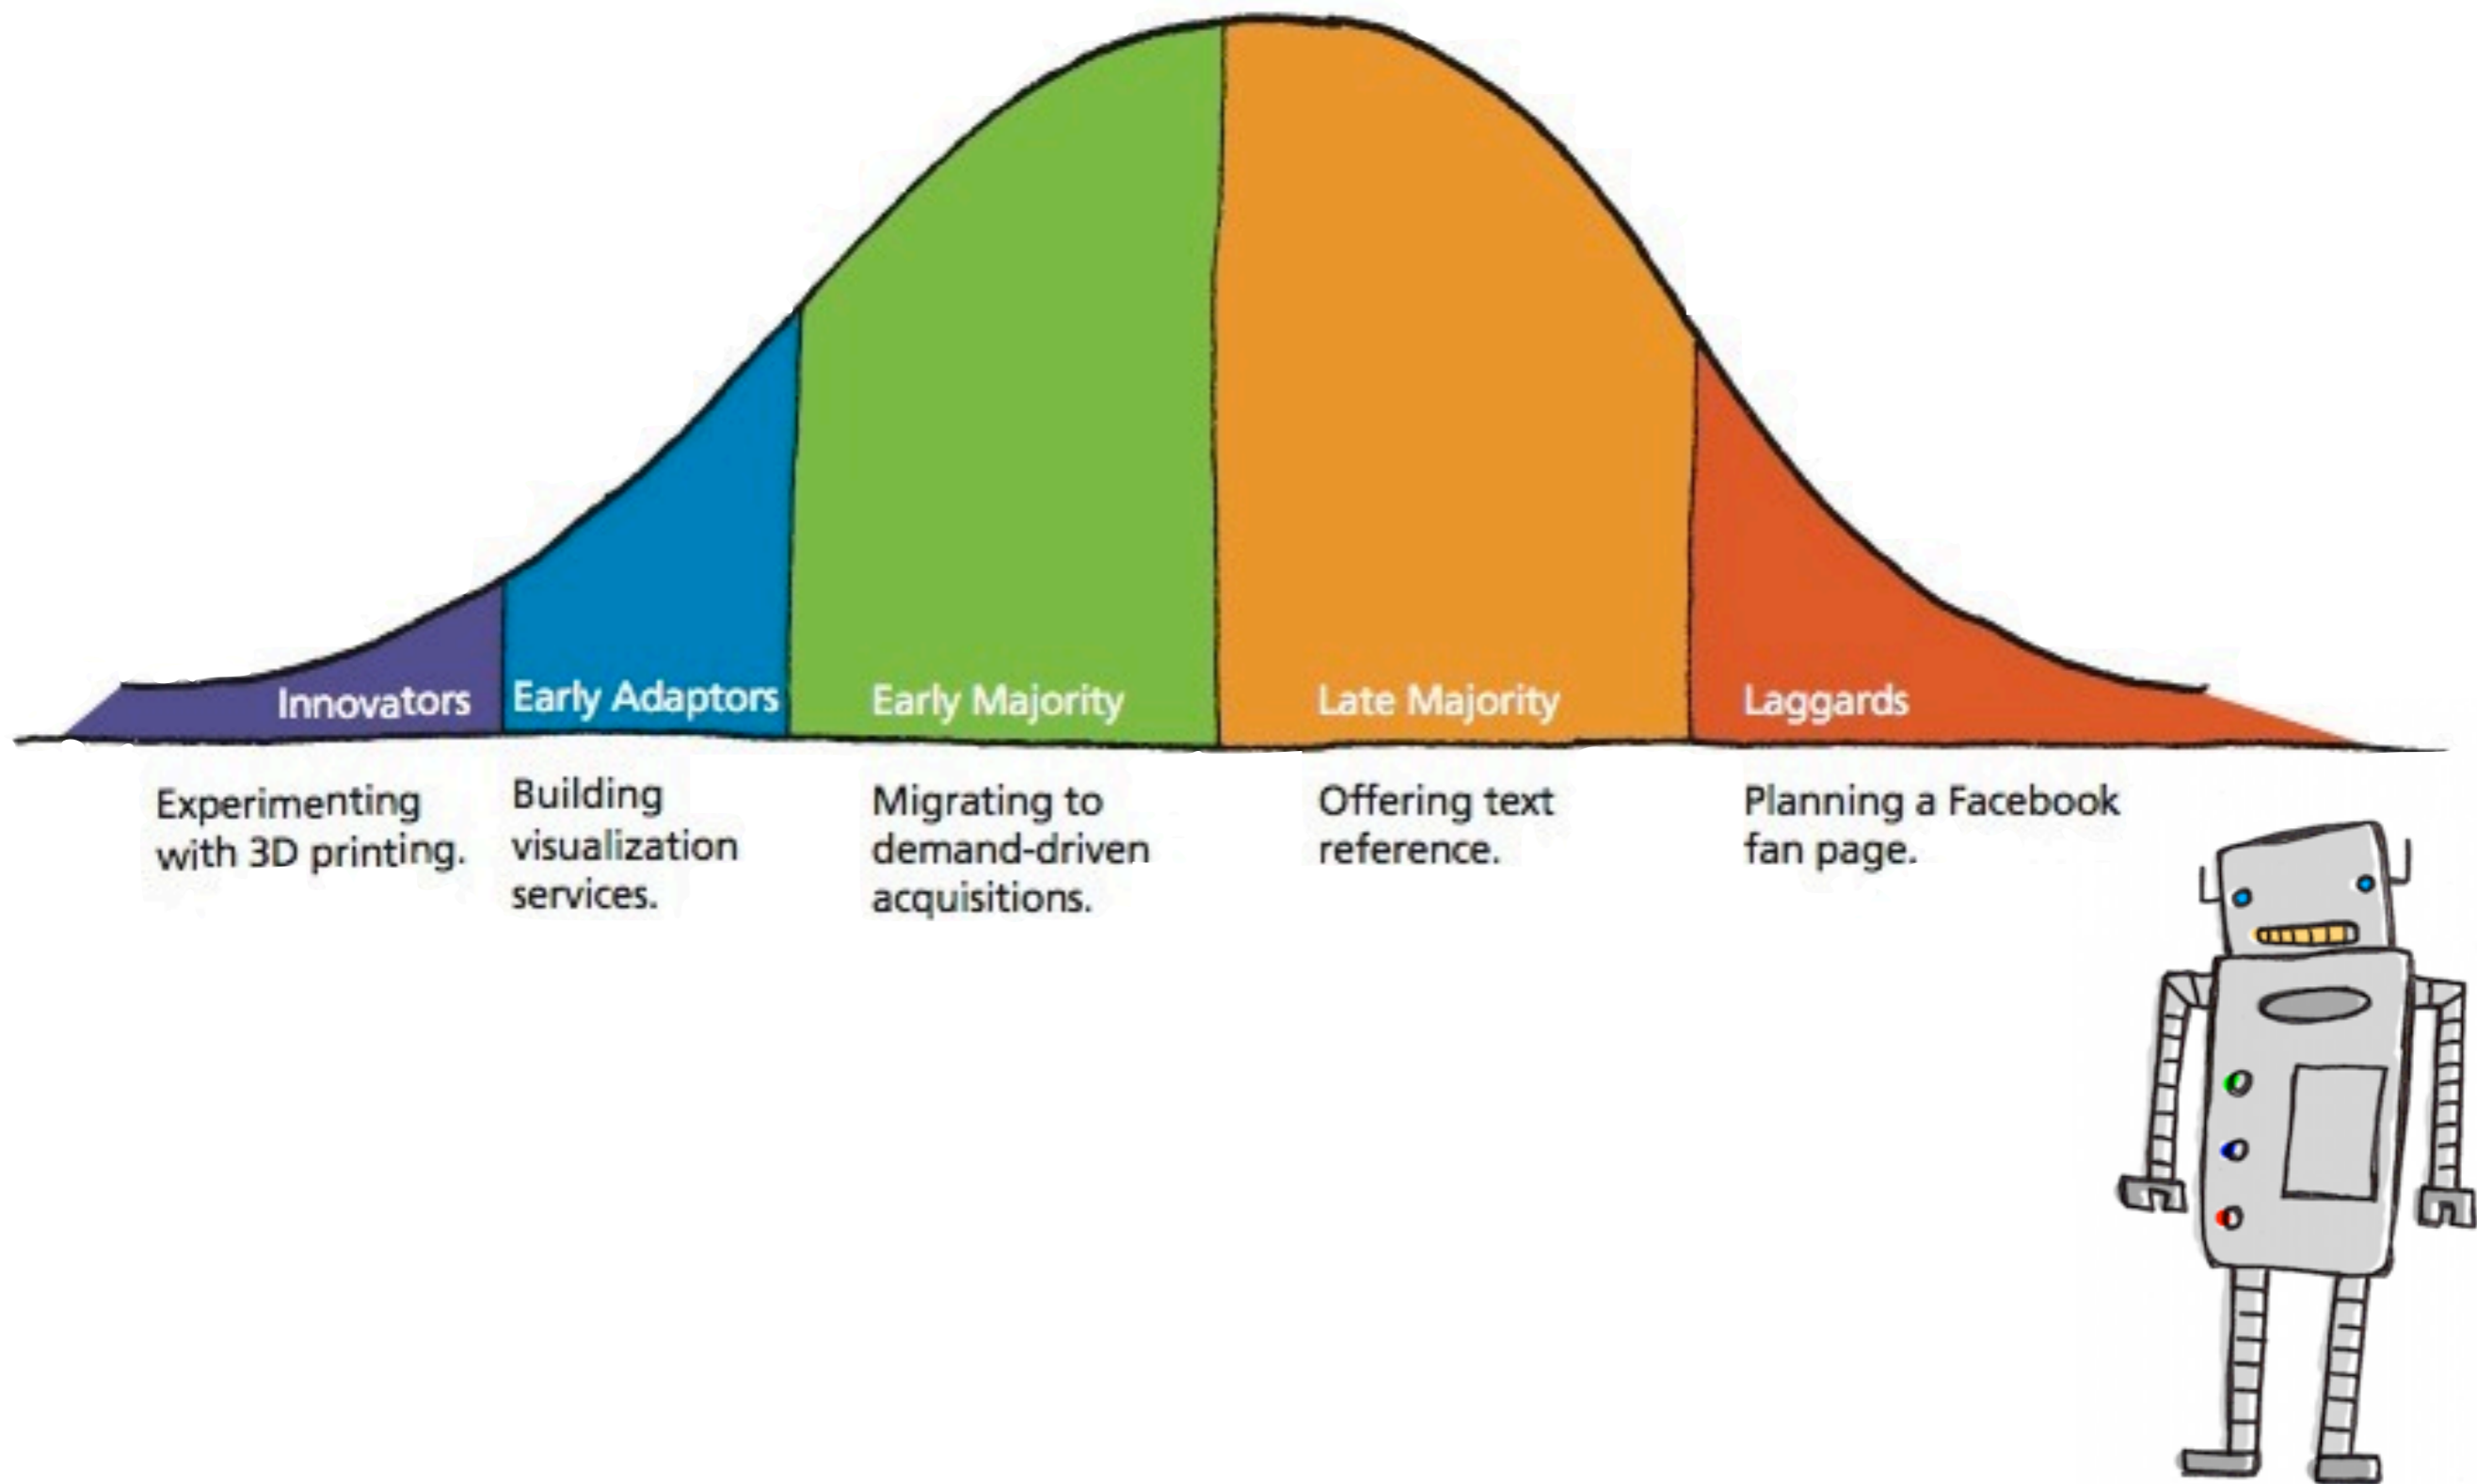 Innovators
Early Adaptors
Early Majority
Late Majority
Laggards
Experimenting
with 3D printing.
Building
visualization
services.
Migrating to
demand-driven
acquisitions.
Offering text
reference.
Planning a Facebook
fan page.